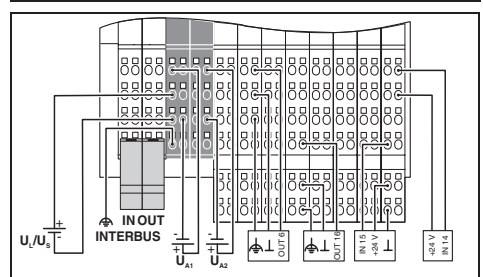 IN OUT
INTERBUS
+
-
U_L/U_S
-
+
U_A1
-
+
U_A2
⊥
OUT 6
⊥
OUT 16
IN 15
+24 V
⊥
+24 V
IN 14